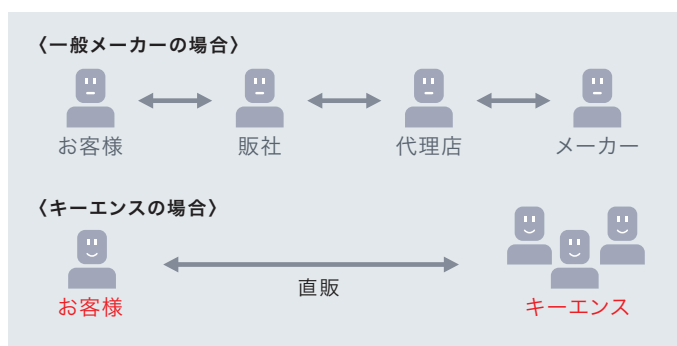 〈一般メーカーの場合〉
お客様 販社 代理店 メーカー
〈キーエンスの場合〉
直販
お客様 キーエンス